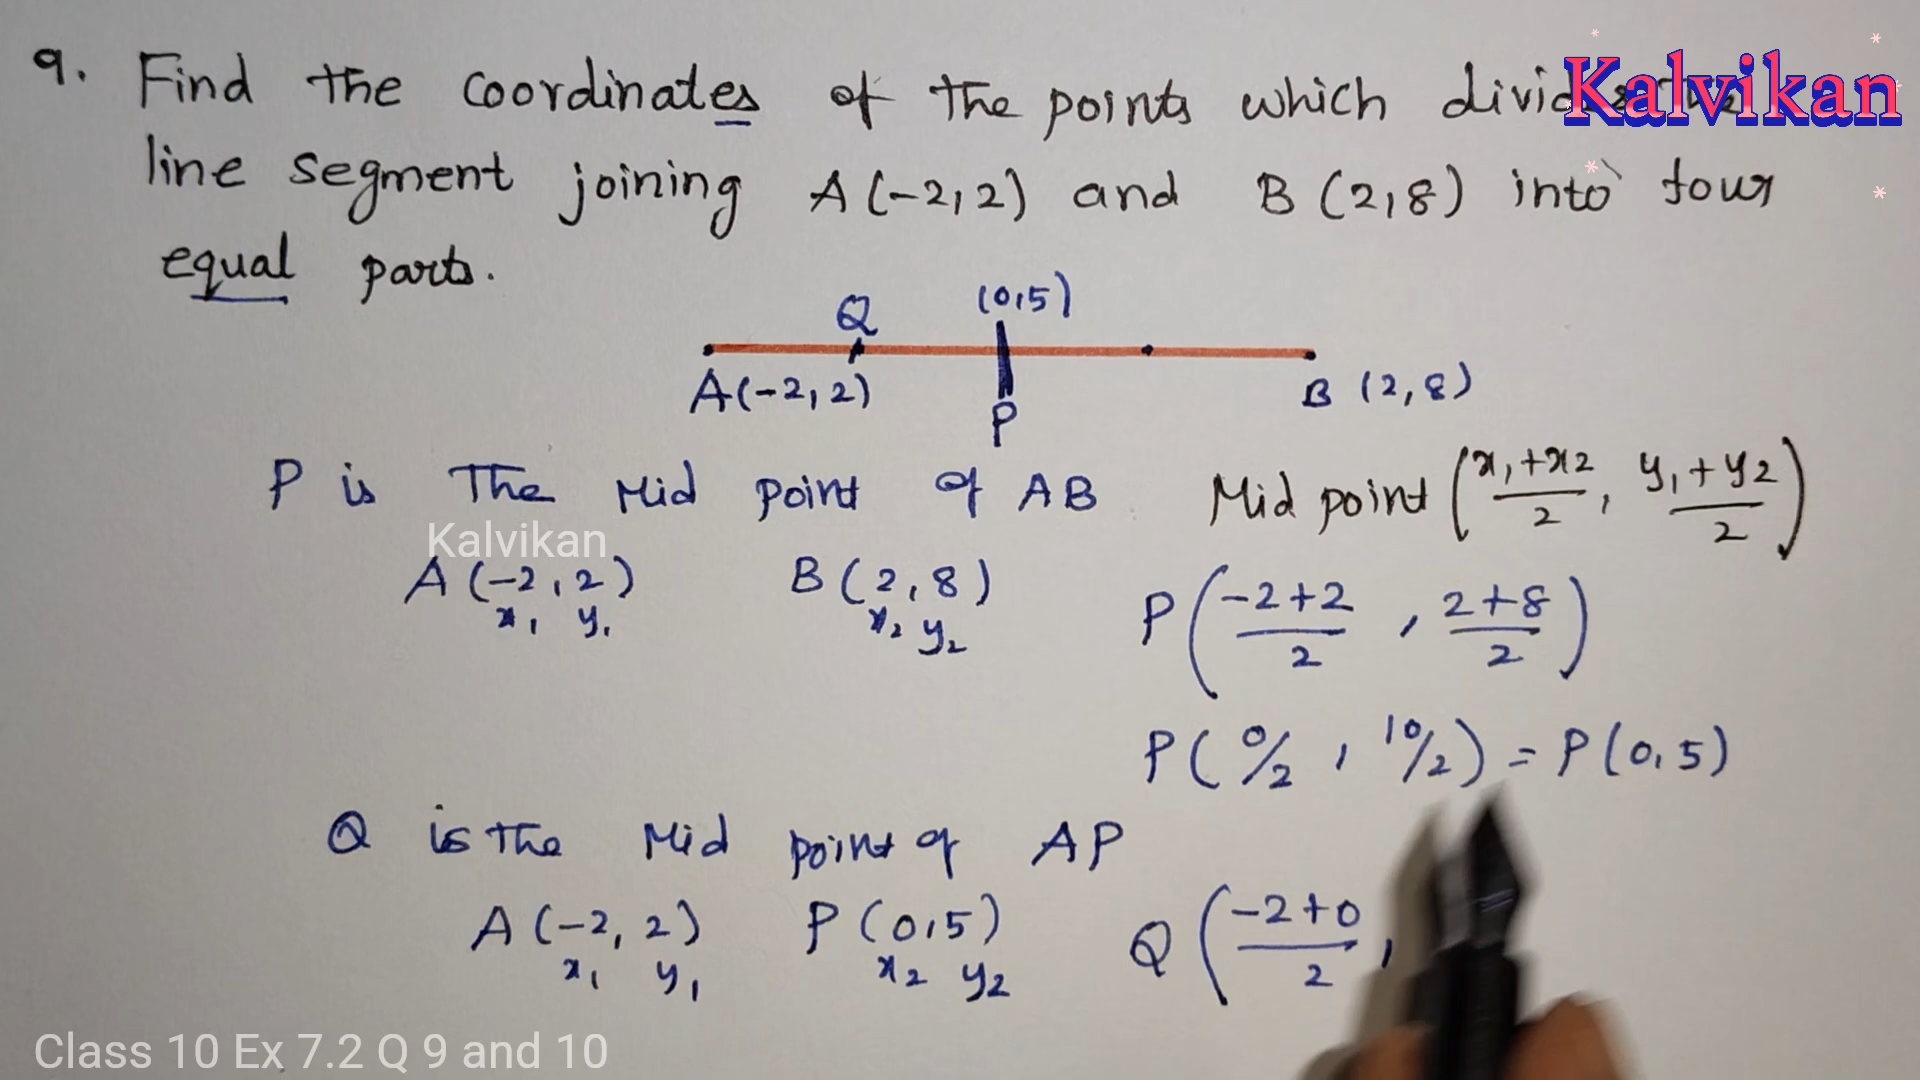 9. Find the coordinates of the points which divide the
Kalvikan
line segment joining A(-2,2) and B(2,8) into four
equal parts.
Q (0,5)
A(-2,2) P B (2,8)
P is The Mid point of AB Mid point (x₁+x₂/2, y₁+y₂/2)
Kalvikan
A(-2,2) B(2,8) P(-2+2/2, 2+8/2)
x₁ y₁ x₂ y₂
P(0/2, 10/2) = P(0,5)
Q is the Mid point of AP
A(-2,2) P(0,5) Q(-2+0/2,
x₁ y₁ x₂ y₂
Class 10 Ex 7.2 Q 9 and 10